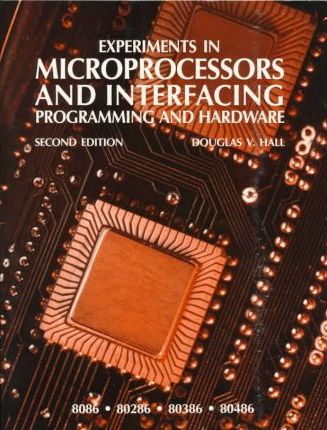 EXPERIMENTS IN
MICROPROCESSORS
AND INTERFACING
PROGRAMMING AND HARDWARE
SECOND EDITION DOUGLAS V. HALL
8086 • 80286 • 80386 • 80486